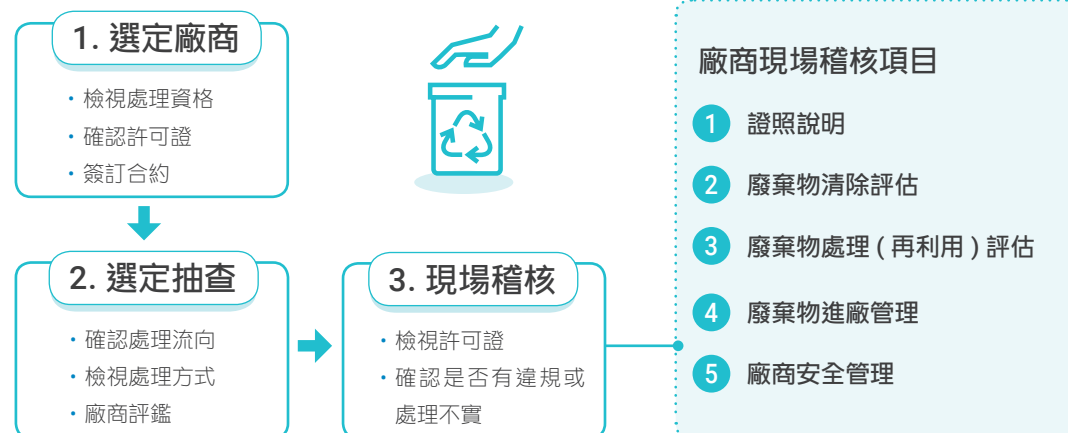 1. 選定廠商
・檢視處理資格
・確認許可證
・簽訂合約
2. 選定抽查
・確認處理流向
・檢視處理方式
・廠商評鑑
3. 現場稽核
・檢視許可證
・確認是否有違規或
處理不實
廠商現場稽核項目
1 證照說明
2 廢棄物清除評估
3 廢棄物處理 ( 再利用 ) 評估
4 廢棄物進廠管理
5 廠商安全管理